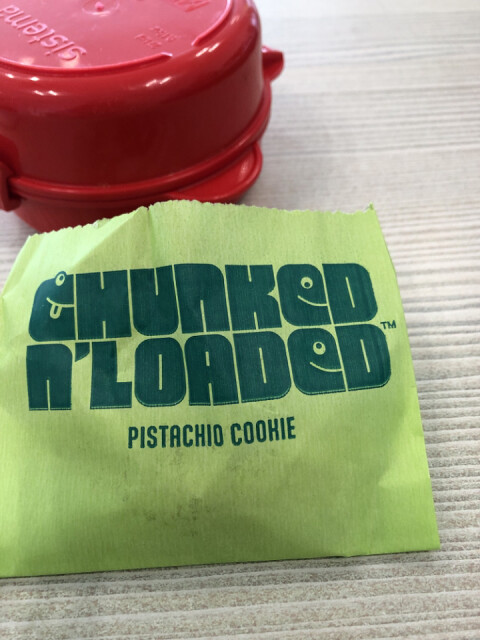 sistema
CHUNKED
N'LOADED™
PISTACHIO COOKIE